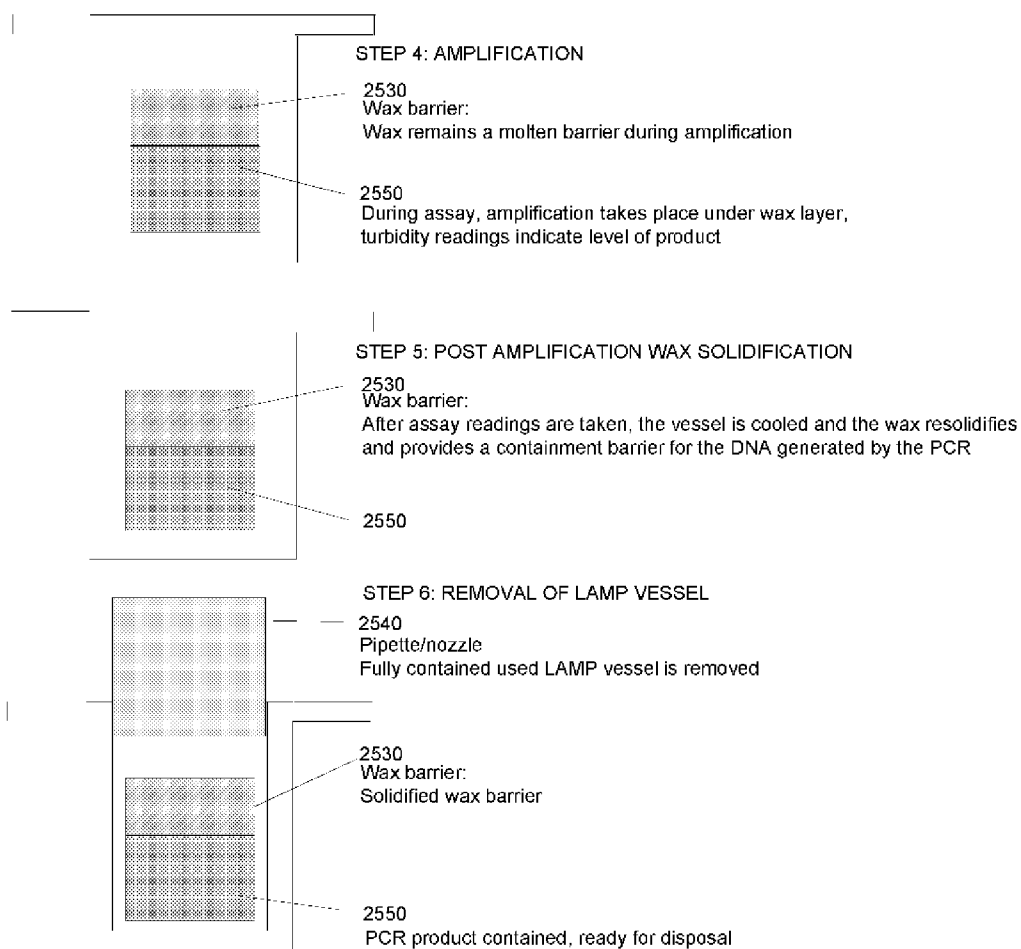 STEP 4: AMPLIFICATION
2530
Wax barrier:
Wax remains a molten barrier during amplification
2550
During assay, amplification takes place under wax layer,
turbidity readings indicate level of product
STEP 5: POST AMPLIFICATION WAX SOLIDIFICATION
2530
Wax barrier:
After assay readings are taken, the vessel is cooled and the wax resolidifies
and provides a containment barrier for the DNA generated by the PCR
2550
STEP 6: REMOVAL OF LAMP VESSEL
2540
Pipette/nozzle
Fully contained used LAMP vessel is removed
2530
Wax barrier:
Solidified wax barrier
2550
PCR product contained, ready for disposal